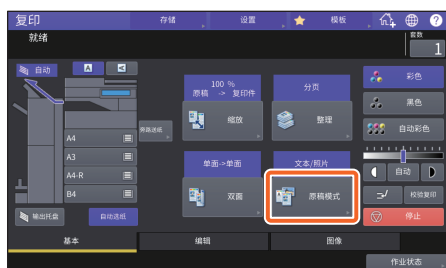 复印
存储
设置
模板
就绪
套数
1
自动
A
100 %
原稿 -> 复印件
缩放
分页
整理
彩色
黑色
自动彩色
旁路送纸
A4
A3
A4-R
B4
单面->单面
双面
文本/照片
原稿模式
自动
校验复印
输出托盘
自动选纸
停止
基本
编辑
图像
作业状态